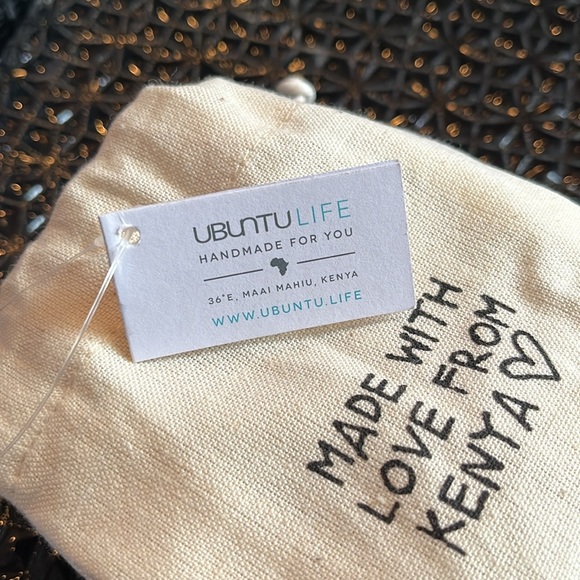 UBUNTU LIFE
HANDMADE FOR YOU
36°E, MAAI MAHIU, KENYA
WWW.UBUNTU.LIFE
MADE WITH
LOVE FROM
KENYA